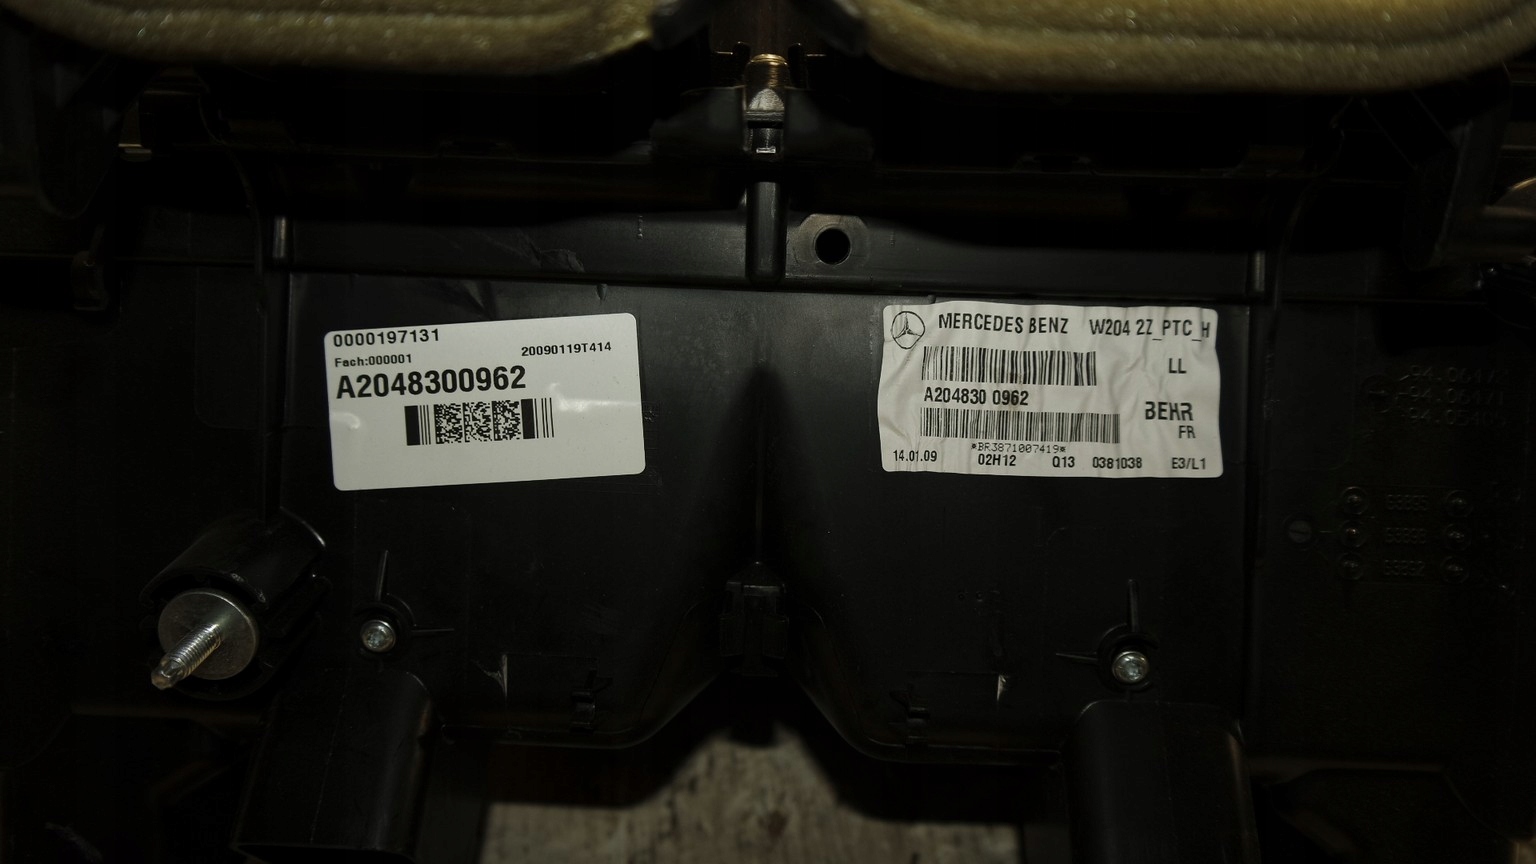 0000197131
Fach:000001
20090119T414
A2048300962
MERCEDES BENZ W204 2Z_PTC_H
LL
A204830 0962
BEHR
FR
*BR3871007419*
14.01.09 02H12 Q13 0381038 E3/L1